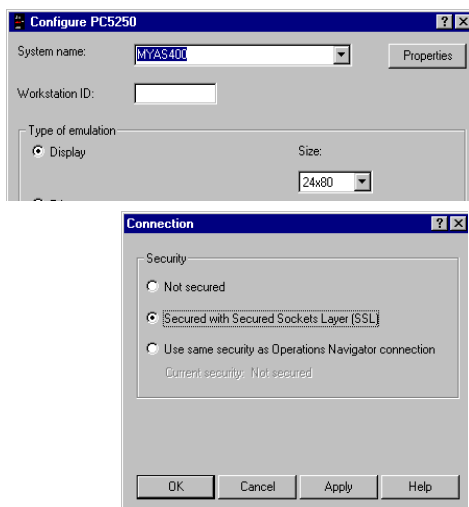 Configure PC5250
System name:
MYAS400
Properties
Workstation ID:
Type of emulation
Display
Size:
24x80
Connection
Security
Not secured
Secured with Secured Sockets Layer (SSL)
Use same security as Operations Navigator connection
Current security: Not secured
OK Cancel Apply Help